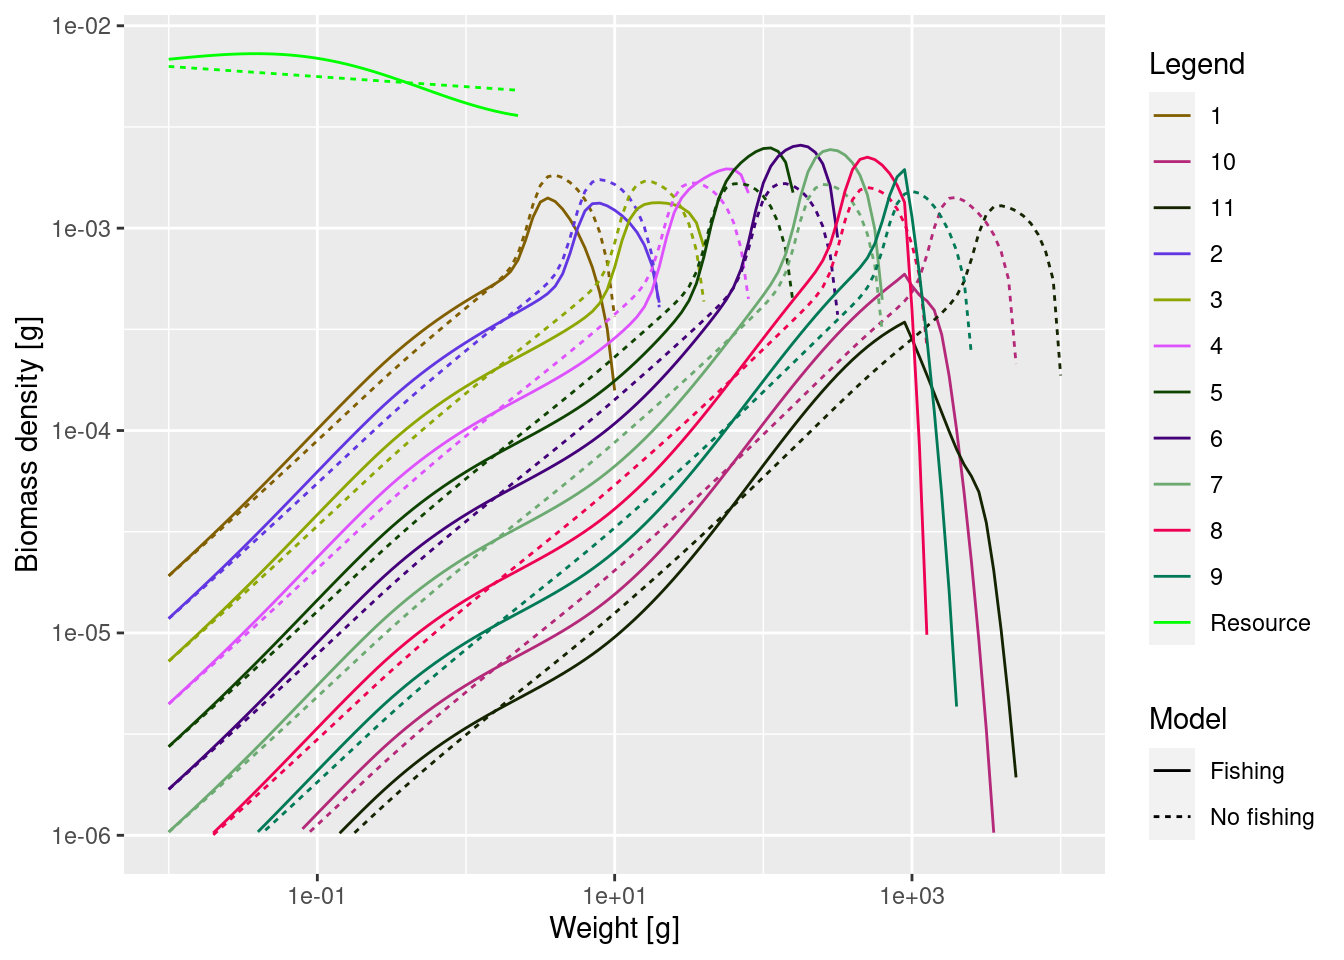 1e-02
1e-03
1e-04
1e-05
1e-06
Biomass density [g]
1e-01
1e+01
1e+03
Weight [g]
Legend
1
10
11
2
3
4
5
6
7
8
9
Resource
Model
Fishing
No fishing